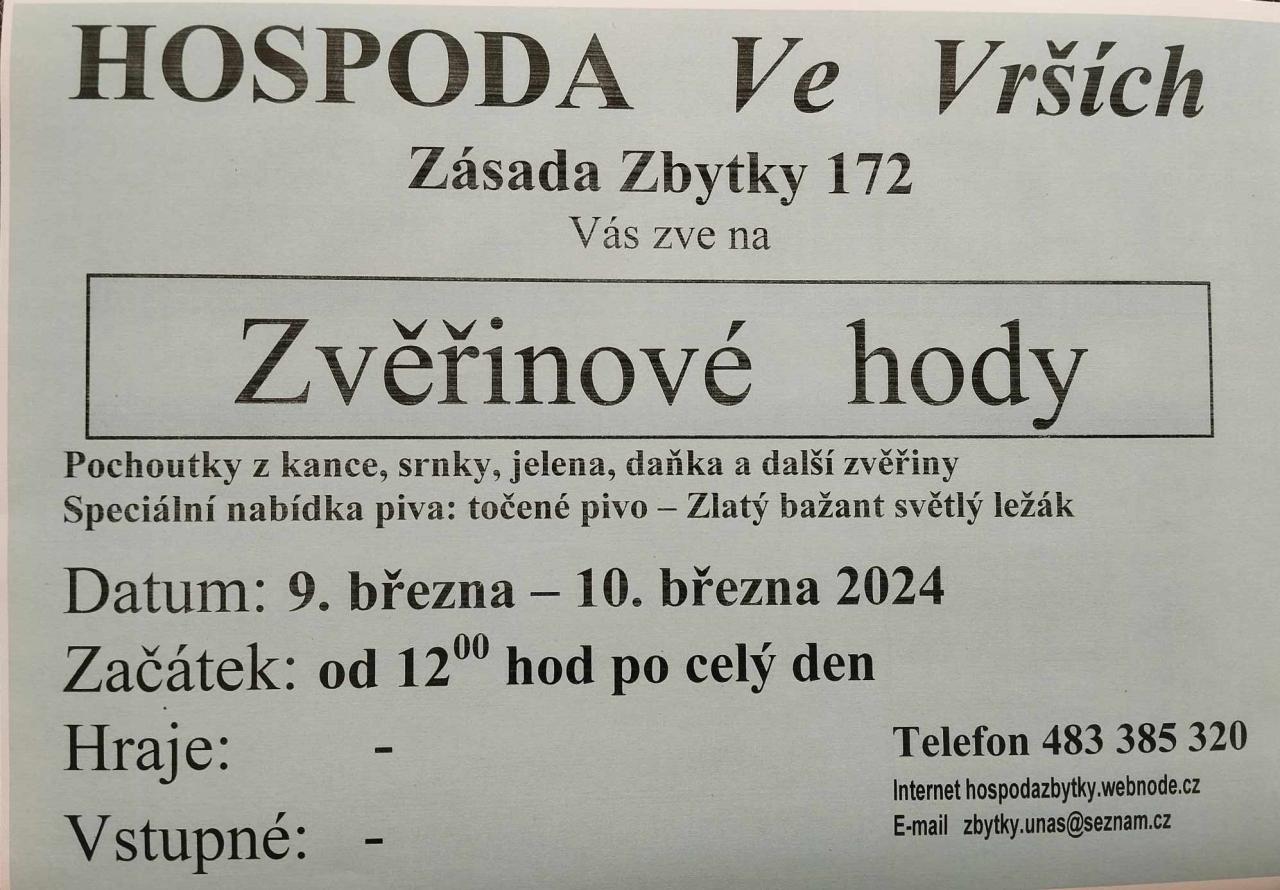 HOSPODA Ve Vrších
Zásada Zbytky 172
Vás zve na
Zvěřinové hody
Pochoutky z kance, srnky, jelena, daňka a další zvěřiny
Speciální nabídka piva: točené pivo – Zlatý bažant světlý ležák
Datum: 9. března – 10. března 2024
Začátek: od 12⁰⁰ hod po celý den
Hraje: -
Vstupné: -
Telefon 483 385 320
Internet hospodazbytky.webnode.cz
E-mail zbytky.unas@seznam.cz